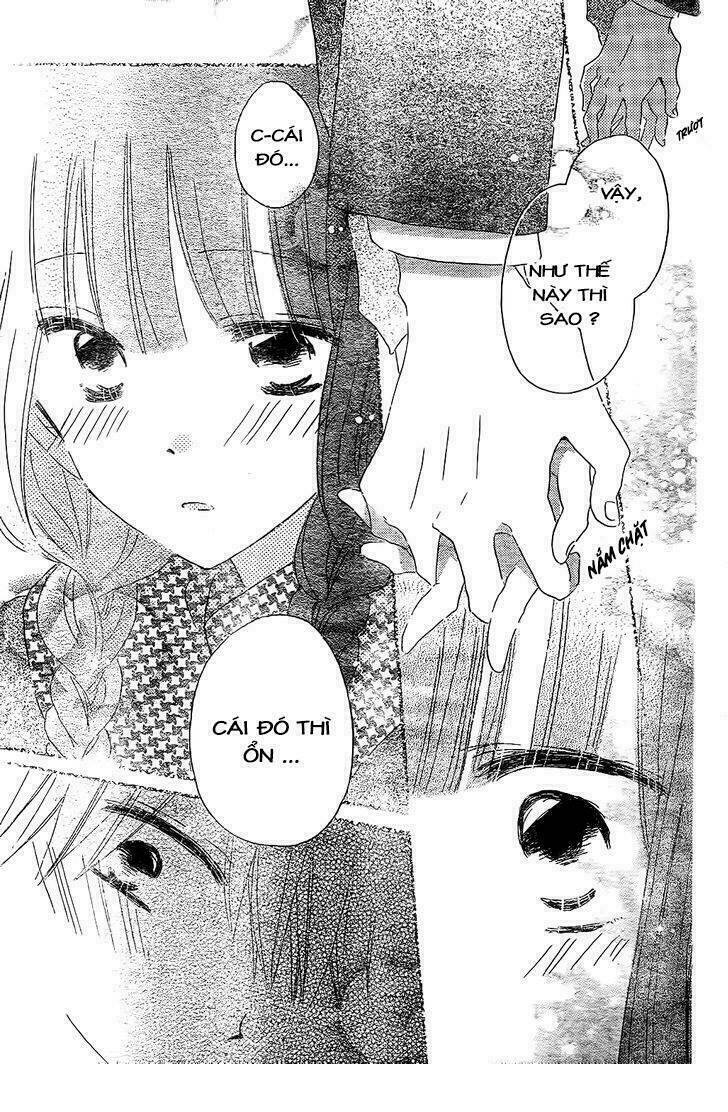 TRƯỢT
VẬY,
NHƯ THẾ
NÀY THÌ
SAO ?
C-CÁI
ĐÓ...
NẮM CHẶT
CÁI ĐÓ THÌ
ỔN ...